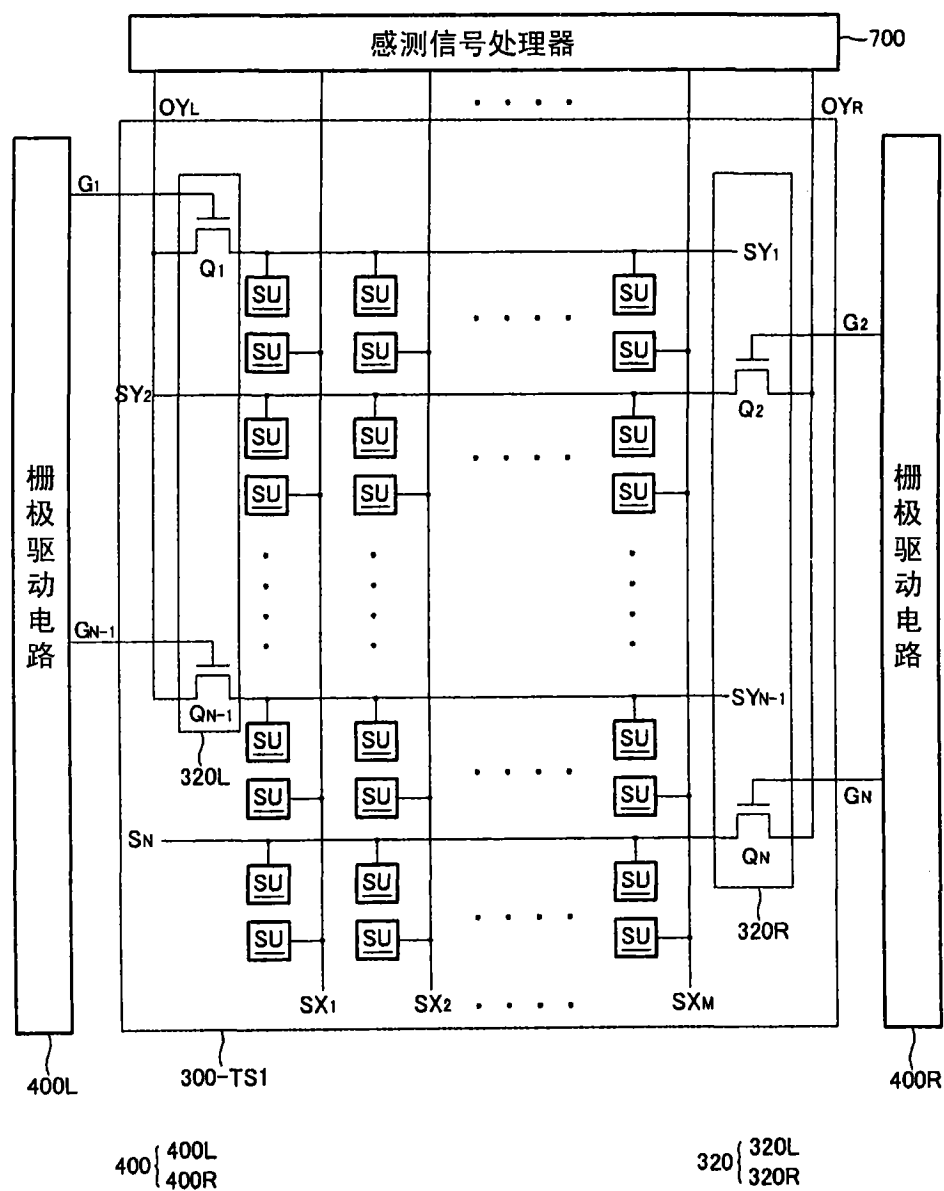 感测信号处理器
700
OYL
OYR
G1
Q1
SY1
SU SU SU
G2
SU SU SU
SY2
Q2
SU SU SU
SU SU SU
栅极驱动电路
栅极驱动电路
GN-1
QN-1
SYN-1
320L
SU SU SU
GN
SU SU SU
SN
QN
SU SU SU
320R
SU SU SU
SX1 SX2 SXM
300-TS1
400L
400R
400{400L
400R
320{320L
320R